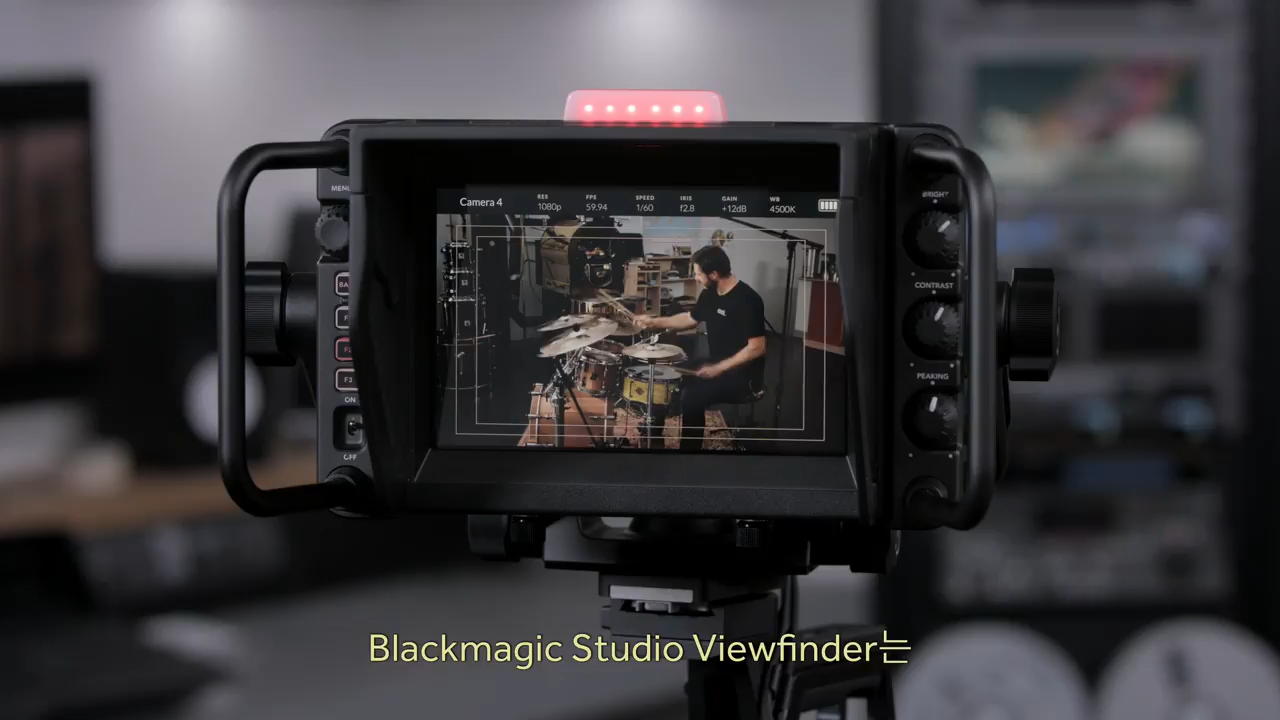 Camera 4
RES FPS SPEED IRIS GAIN WB
1080p 59.94 1/60 f2.8 +12dB 4500K
MENU
F3
ON
OFF
BRIGHT
CONTRAST
PEAKING
Blackmagic Studio Viewfinder는